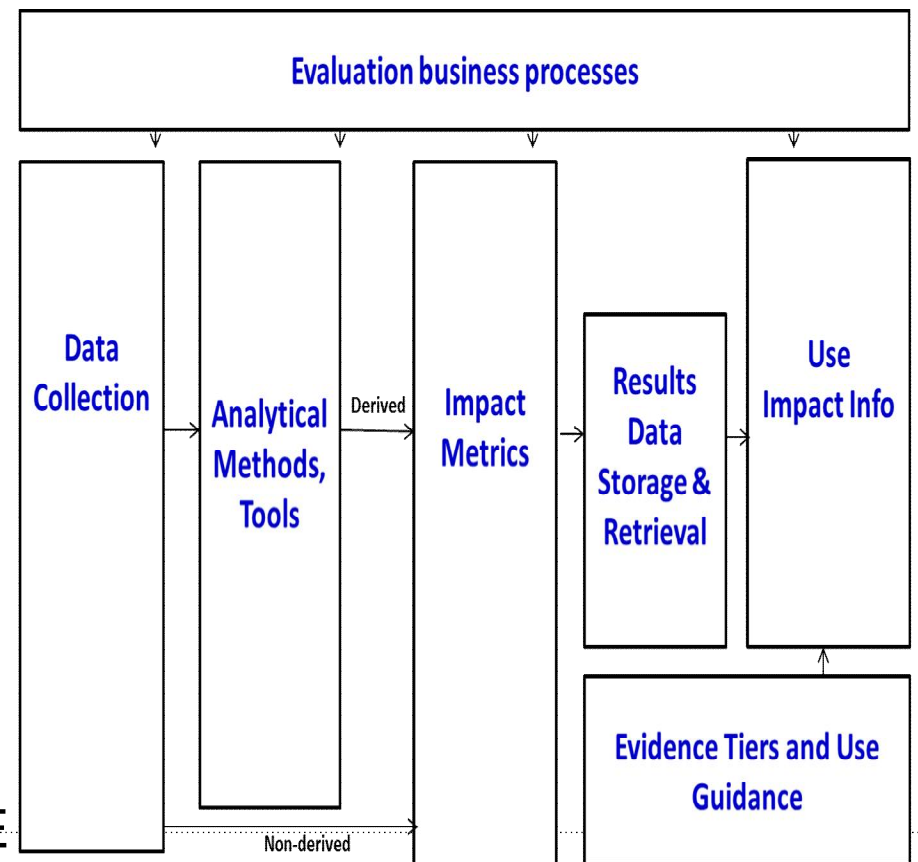 Evaluation business processes
Data
Collection
Analytical
Methods,
Tools
Derived
Impact
Metrics
Results
Data
Storage &
Retrieval
Use
Impact Info
Evidence Tiers and Use
Guidance
Non-derived